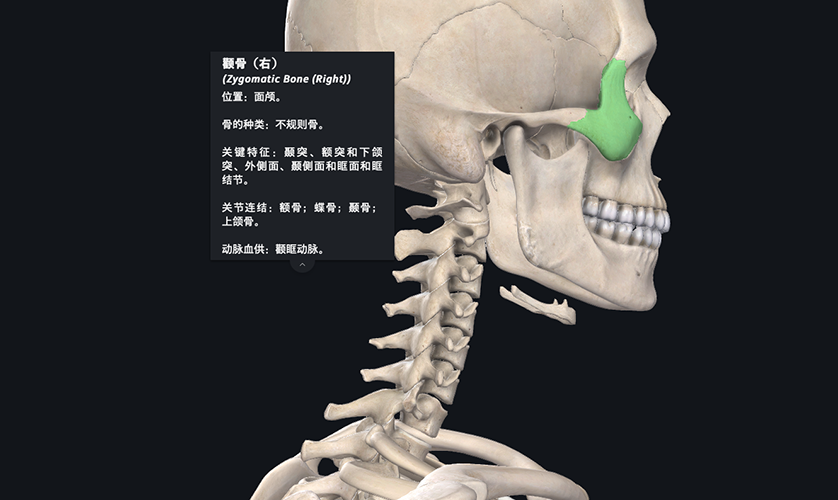 颧骨（右）
(Zygomatic Bone (Right))
位置：面颅。
骨的种类：不规则骨。
关键特征：颞突、额突和下颌
突、外侧面、颞侧面和眶面和眶
结节。
关节连结：额骨；蝶骨；颞骨；
上颌骨。
动脉血供：颧眶动脉。